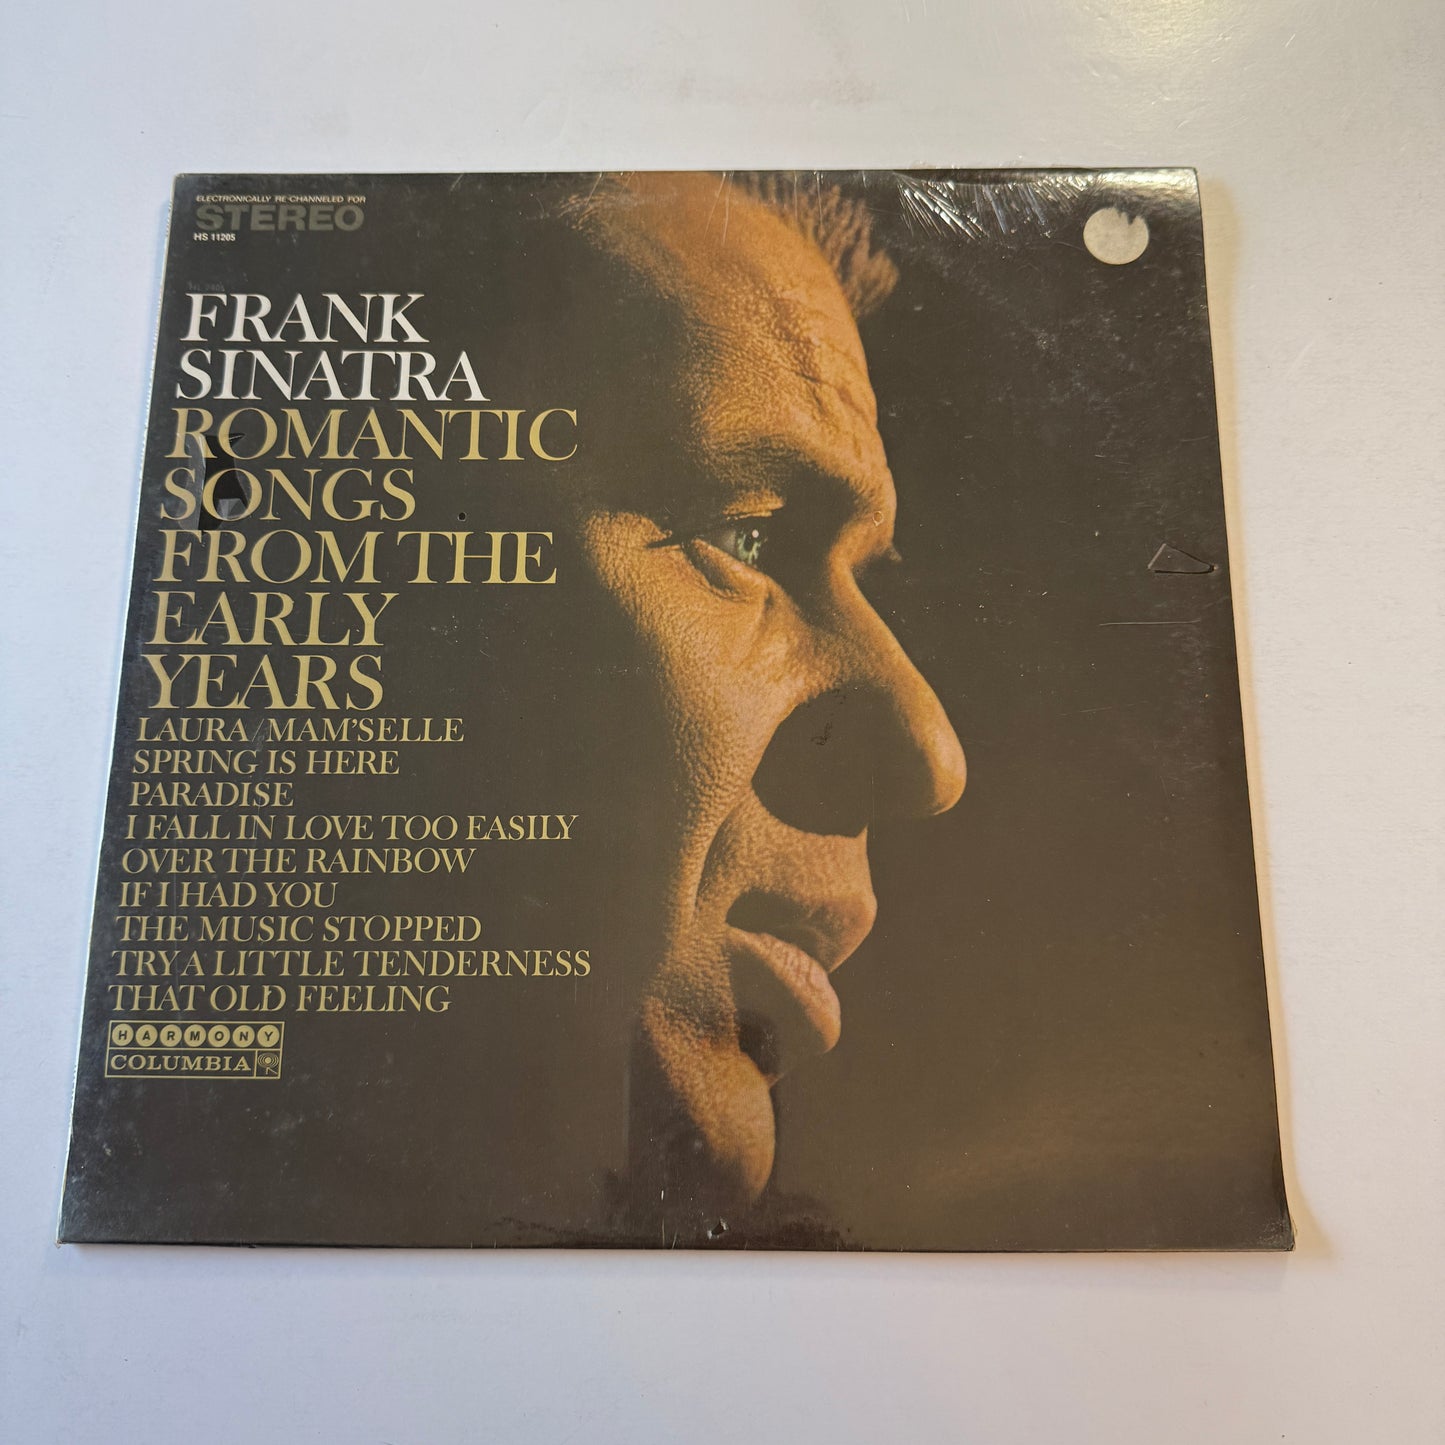 ELECTRONICALLY RE-CHANNELED FOR
STEREO
HS 11205
FRANK
SINATRA
ROMANTIC
SONGS
FROM THE
EARLY
YEARS
LAURA/MAM'SELLE
SPRING IS HERE
PARADISE
I FALL IN LOVE TOO EASILY
OVER THE RAINBOW
IF I HAD YOU
THE MUSIC STOPPED
TRY A LITTLE TENDERNESS
THAT OLD FEELING
HARMONY
COLUMBIA